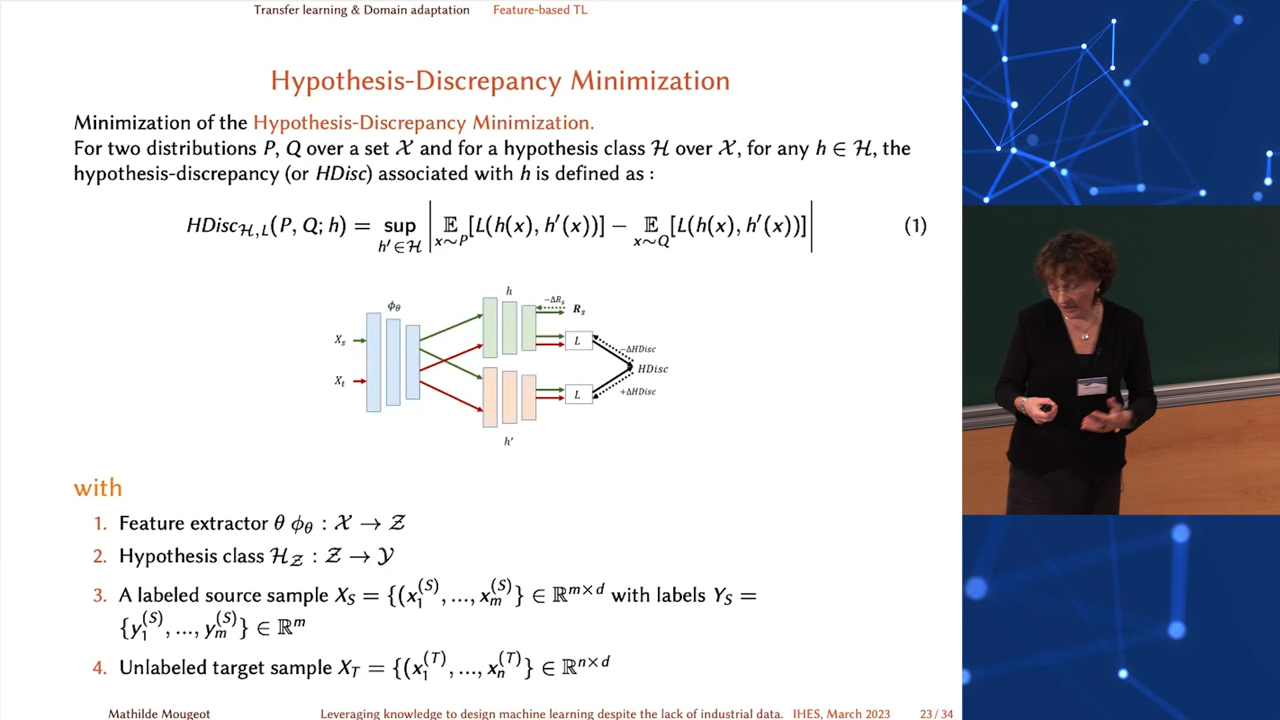 Transfer learning & Domain adaptation Feature-based TL
Hypothesis-Discrepancy Minimization
Minimization of the Hypothesis-Discrepancy Minimization.
For two distributions P, Q over a set 𝒳 and for a hypothesis class ℋ over 𝒳, for any h ∈ ℋ, the
hypothesis-discrepancy (or HDisc) associated with h is defined as :
HDisc_{ℋ,L}(P, Q; h) = sup_{h′∈ℋ} | 𝔼_{x∼P}[L(h(x), h′(x))] − 𝔼_{x∼Q}[L(h(x), h′(x))] | (1)
h
ϕ_θ
−ΔR_s
R_s
X_s
L
−ΔHDisc
HDisc
X_t
L
+ΔHDisc
h'
with
1. Feature extractor θ ϕ_θ : 𝒳 → 𝒵
2. Hypothesis class ℋ_𝒵 : 𝒵 → 𝒴
3. A labeled source sample X_S = {(x_1^{(S)}, ..., x_m^{(S)}} ∈ ℝ^{m×d} with labels Y_S =
{y_1^{(S)}, ..., y_m^{(S)}} ∈ ℝ^m
4. Unlabeled target sample X_T = {(x_1^{(T)}, ..., x_n^{(T)}} ∈ ℝ^{n×d}
Mathilde Mougeot Leveraging knowledge to design machine learning despite the lack of industrial data. IHES, March 2023 23 / 34